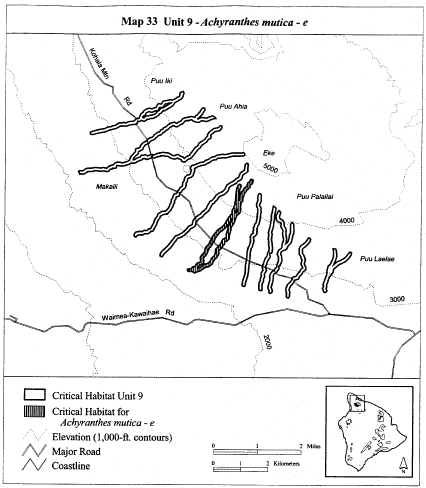 Map 33 Unit 9 - Achyranthes mutica - e
Kohala Mtn
Rd
Puu Iki
Puu Ahia
Eke
5000
Makaili
Puu Palailai
4000
Puu Laelae
3000
Waimea-Kawaihae Rd
2000
Critical Habitat Unit 9
Critical Habitat for
Achyranthes mutica - e
Elevation (1,000-ft. contours)
Major Road
Coastline
0 1 2 Miles
0 1 2 Kilometers
N